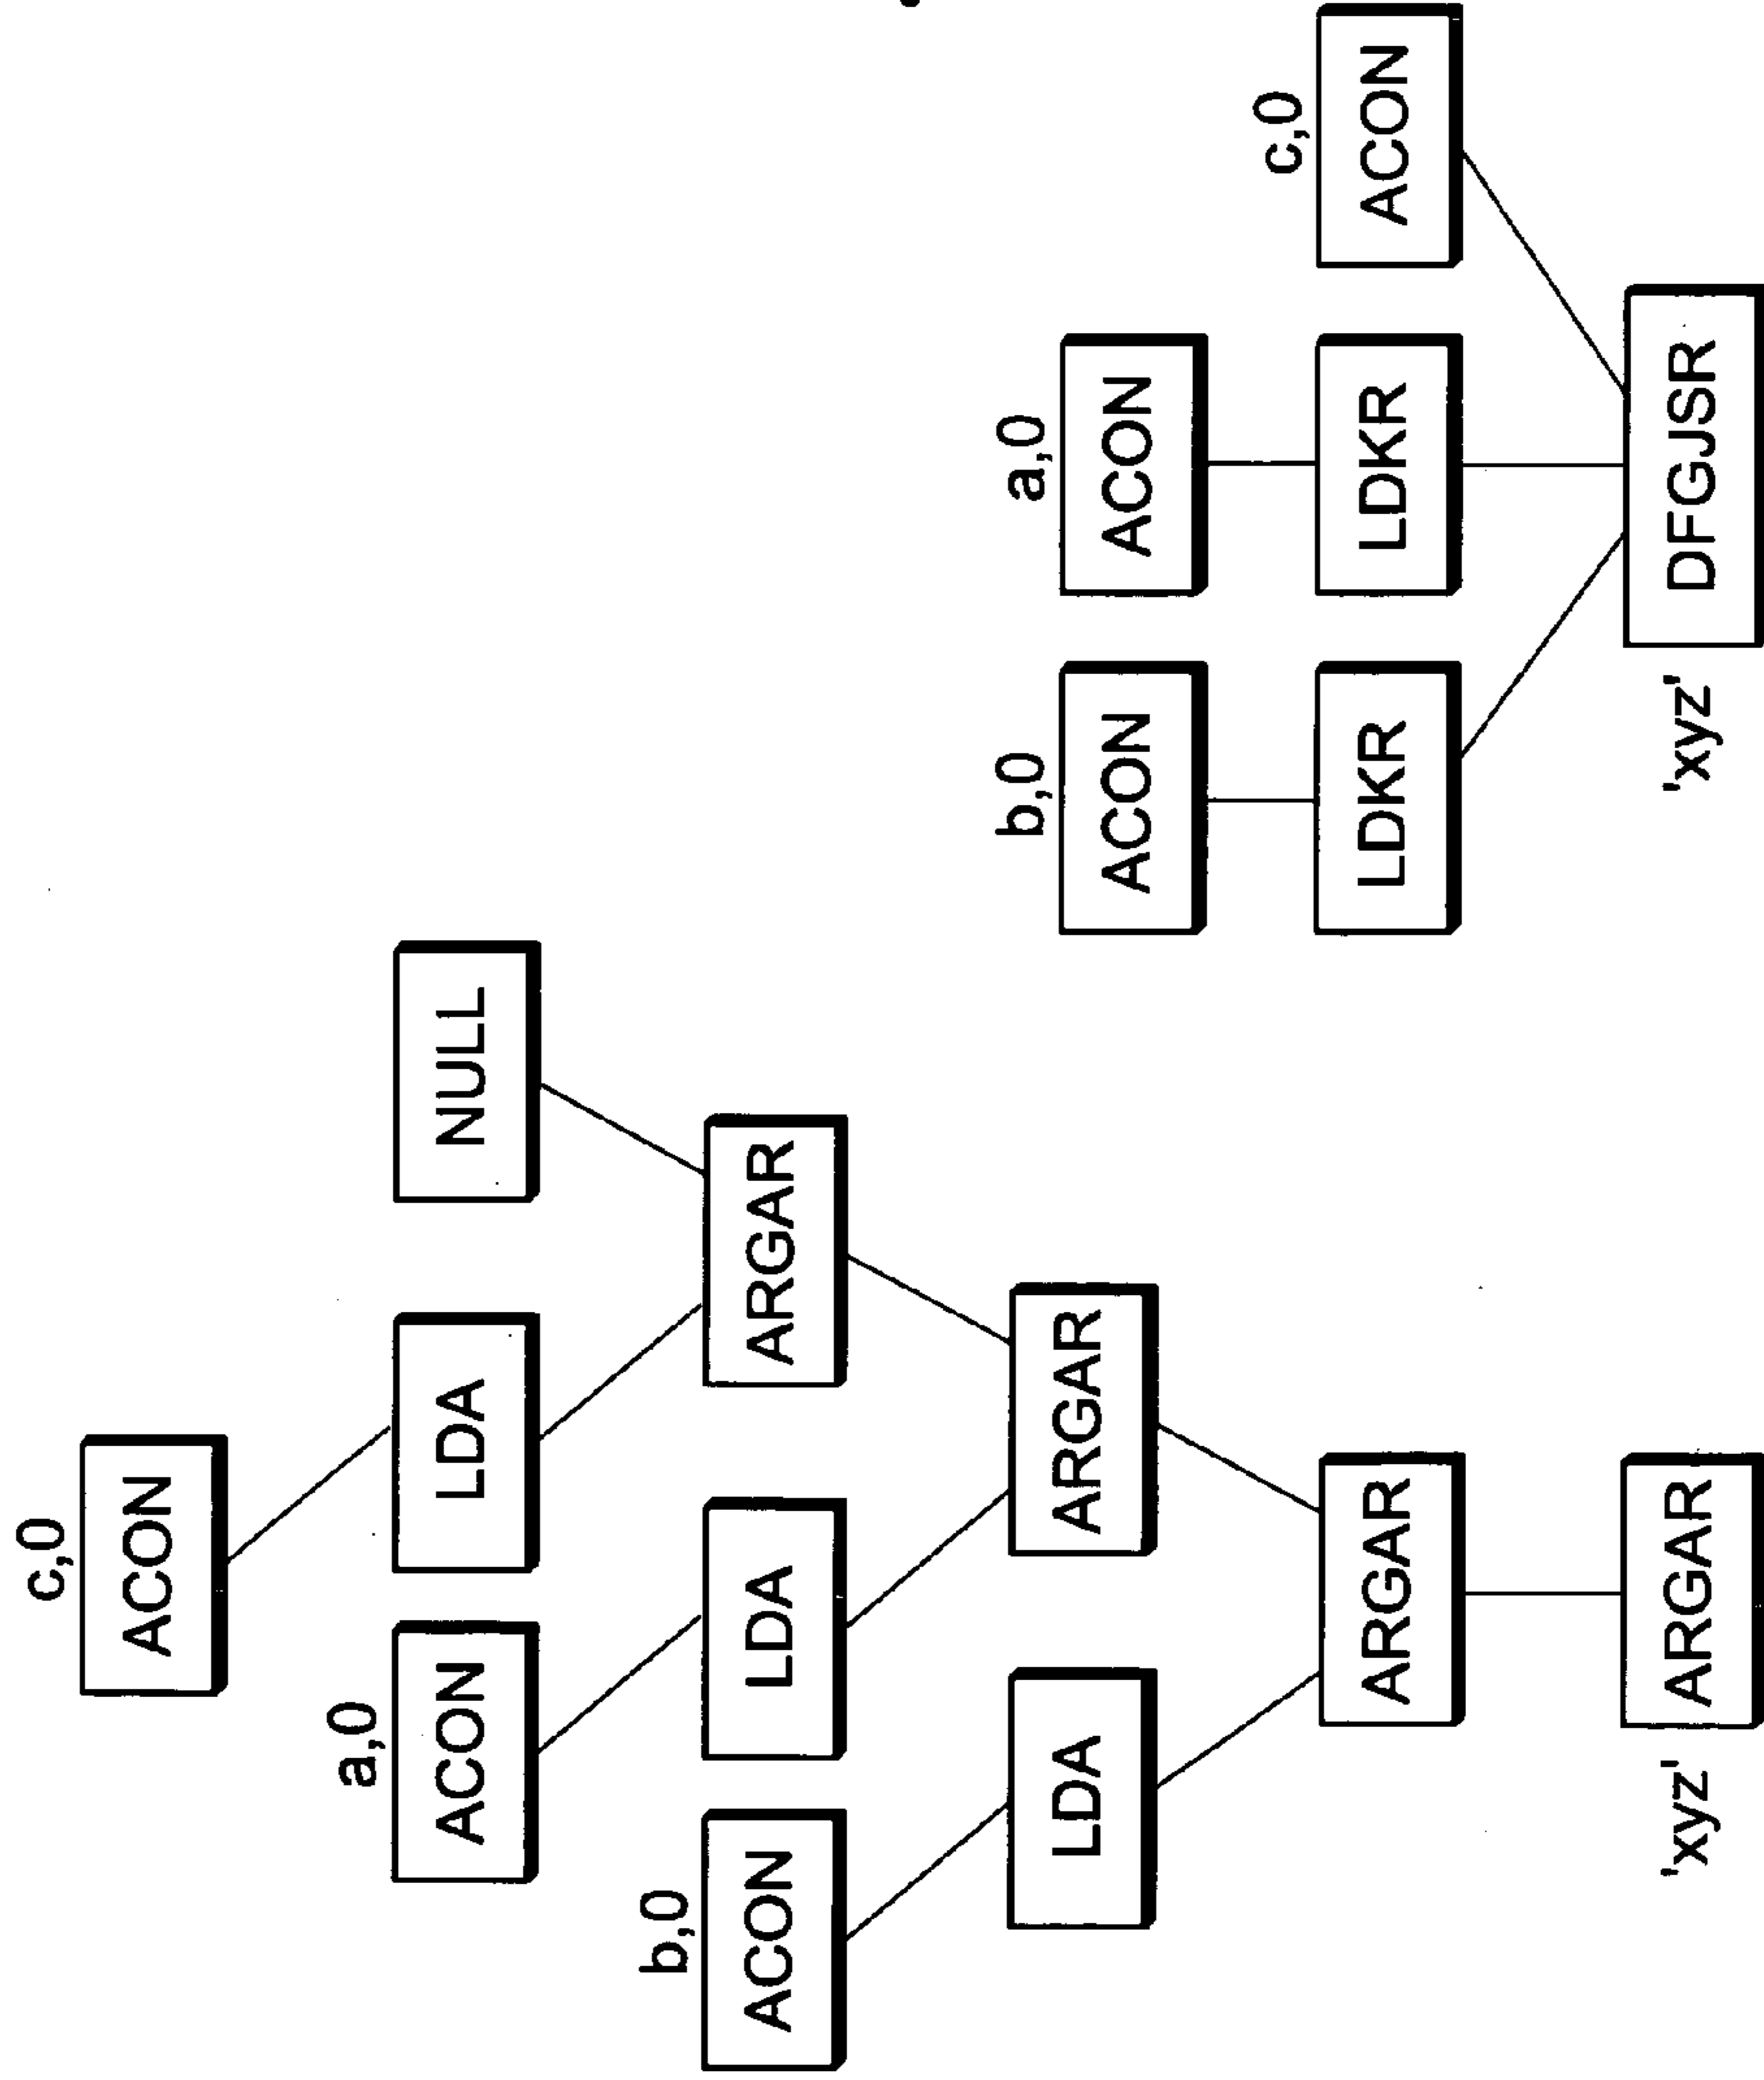 c,0
ACON
a,0
ACON LDA NULL
b,0
ACON LDA ARGAR
LDA ARGAR
ARGAR
'xyz' ARGAR
b,0 a,0
ACON ACON
c,0
LDKR LDKR ACON
'xyz' DFGJSR